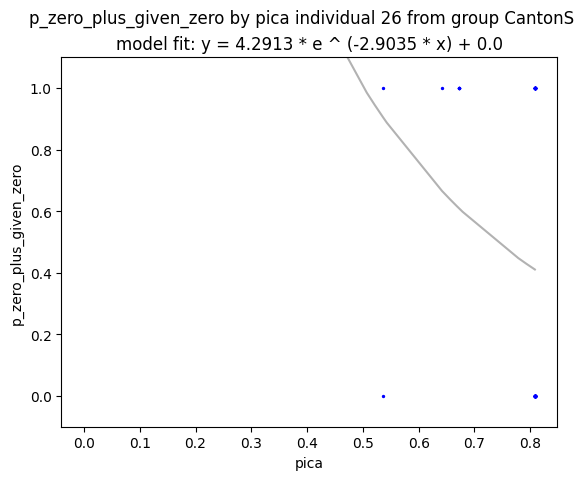 p_zero_plus_given_zero by pica individual 26 from group CantonS
model fit: y = 4.2913 * e ^ (-2.9035 * x) + 0.0
1.0
0.8
0.6
0.4
0.2
0.0
p_zero_plus_given_zero
0.0 0.1 0.2 0.3 0.4 0.5 0.6 0.7 0.8
pica